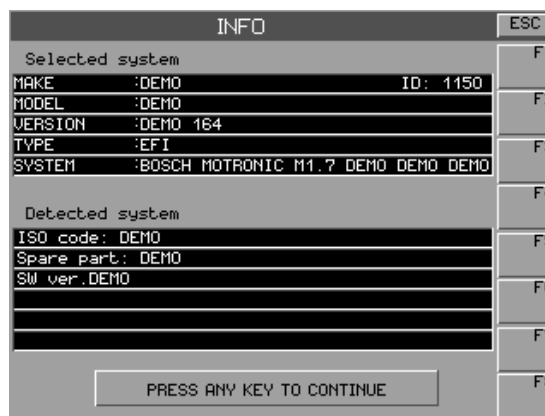 INFO
ESC
Selected system
F
MAKE :DEMO ID: 1150
MODEL :DEMO
F
VERSION :DEMO 164
TYPE :EFI
F
SYSTEM :BOSCH MOTRONIC M1.7 DEMO DEMO DEMO
F
Detected system
ISO code: DEMO
F
Spare part: DEMO
SW ver.DEMO
F
F
PRESS ANY KEY TO CONTINUE
F